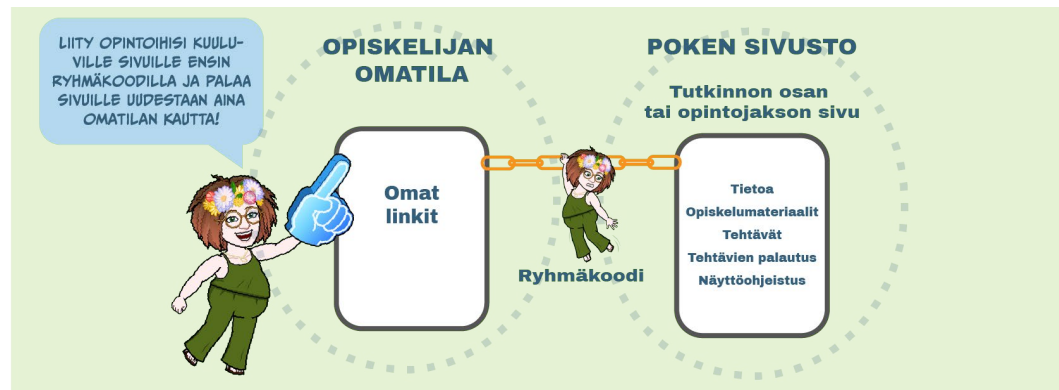 LIITY OPINTOIHISI KUULU-
VILLE SIVUILLE ENSIN
RYHMÄKOODILLA JA PALAA
SIVUILLE UUDESTAAN AINA
OMATILAN KAUTTA!
OPISKELIJAN
OMATILA
Omat
linkit
Ryhmäkoodi
POKEN SIVUSTO
Tutkinnon osan
tai opintojakson sivu
Tietoa
Opiskelumateriaalit
Tehtävät
Tehtävien palautus
Näyttöohjeistus